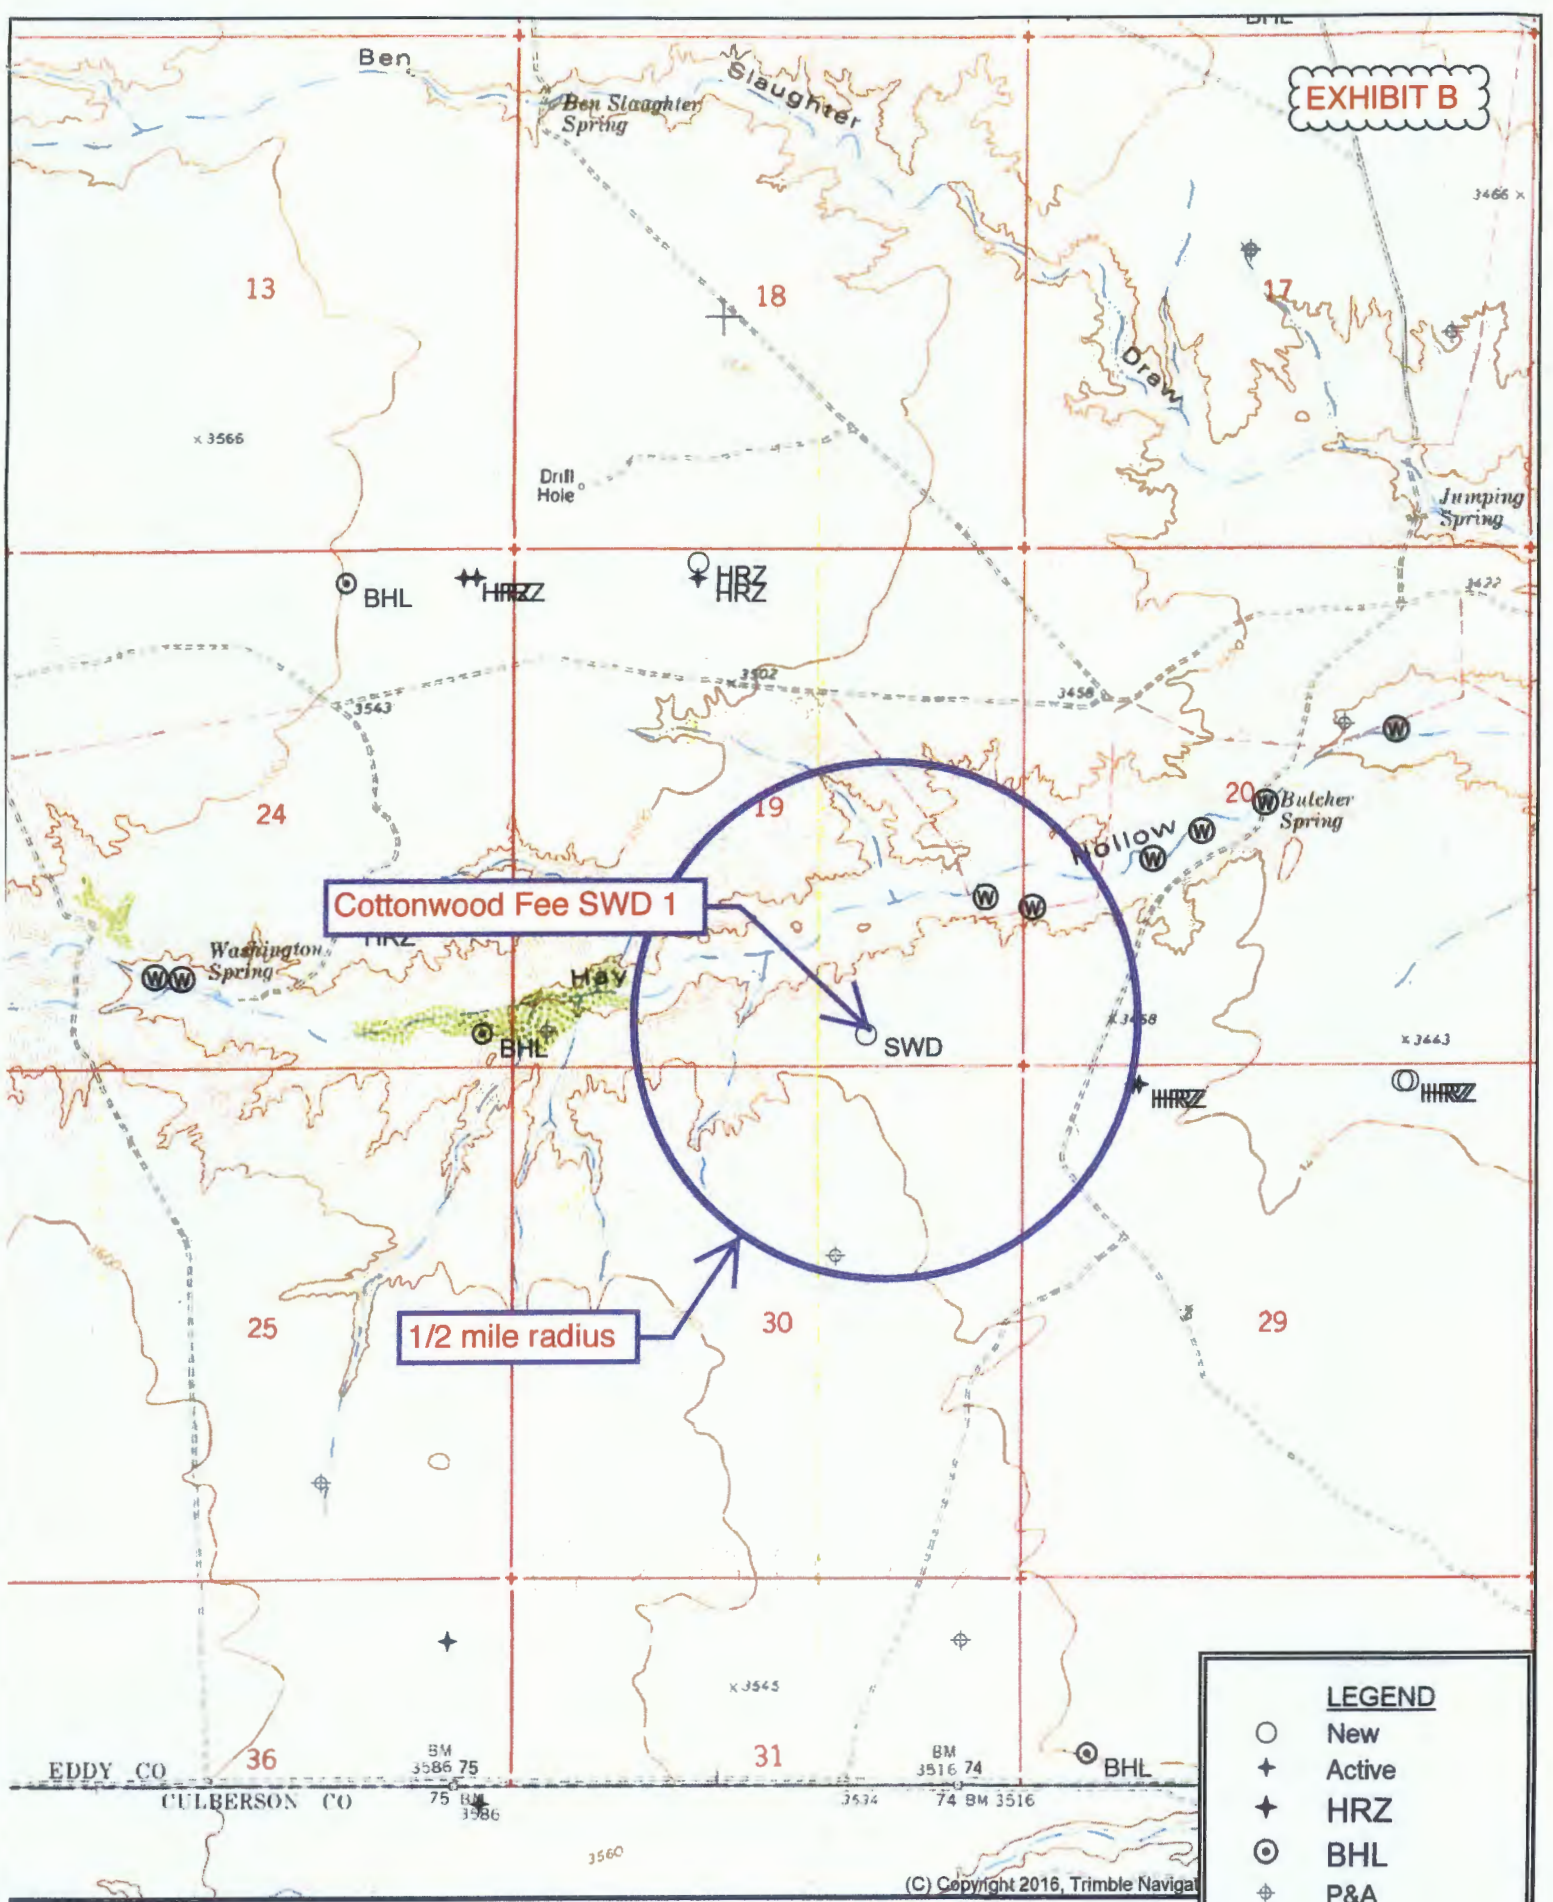 BHL
Ben
Slaughter
EXHIBIT B
Ben Slaughter
Spring
3466
13
18
17
Draw
3566
Drill
Hole
Jumping
Spring
BHL
HRZ
HRZ
3422
3502
3458
3543
24
19
20
Butcher
Spring
W
W
W
W
Hollow
W
W
Cottonwood Fee SWD 1
HRZ
Washington
Spring
W
W
Hay
BHL
SWD
3458
3443
25
1/2 mile radius
30
29
3545
LEGEND
New
Active
HRZ
BHL
P&A
36
31
EDDY CO
CULBERSON CO
BM
3586 75
75 BM
3586
BM
3516 74
74 BM 3516
3534
BHL
3560
(C) Copyright 2016, Trimble Navigat